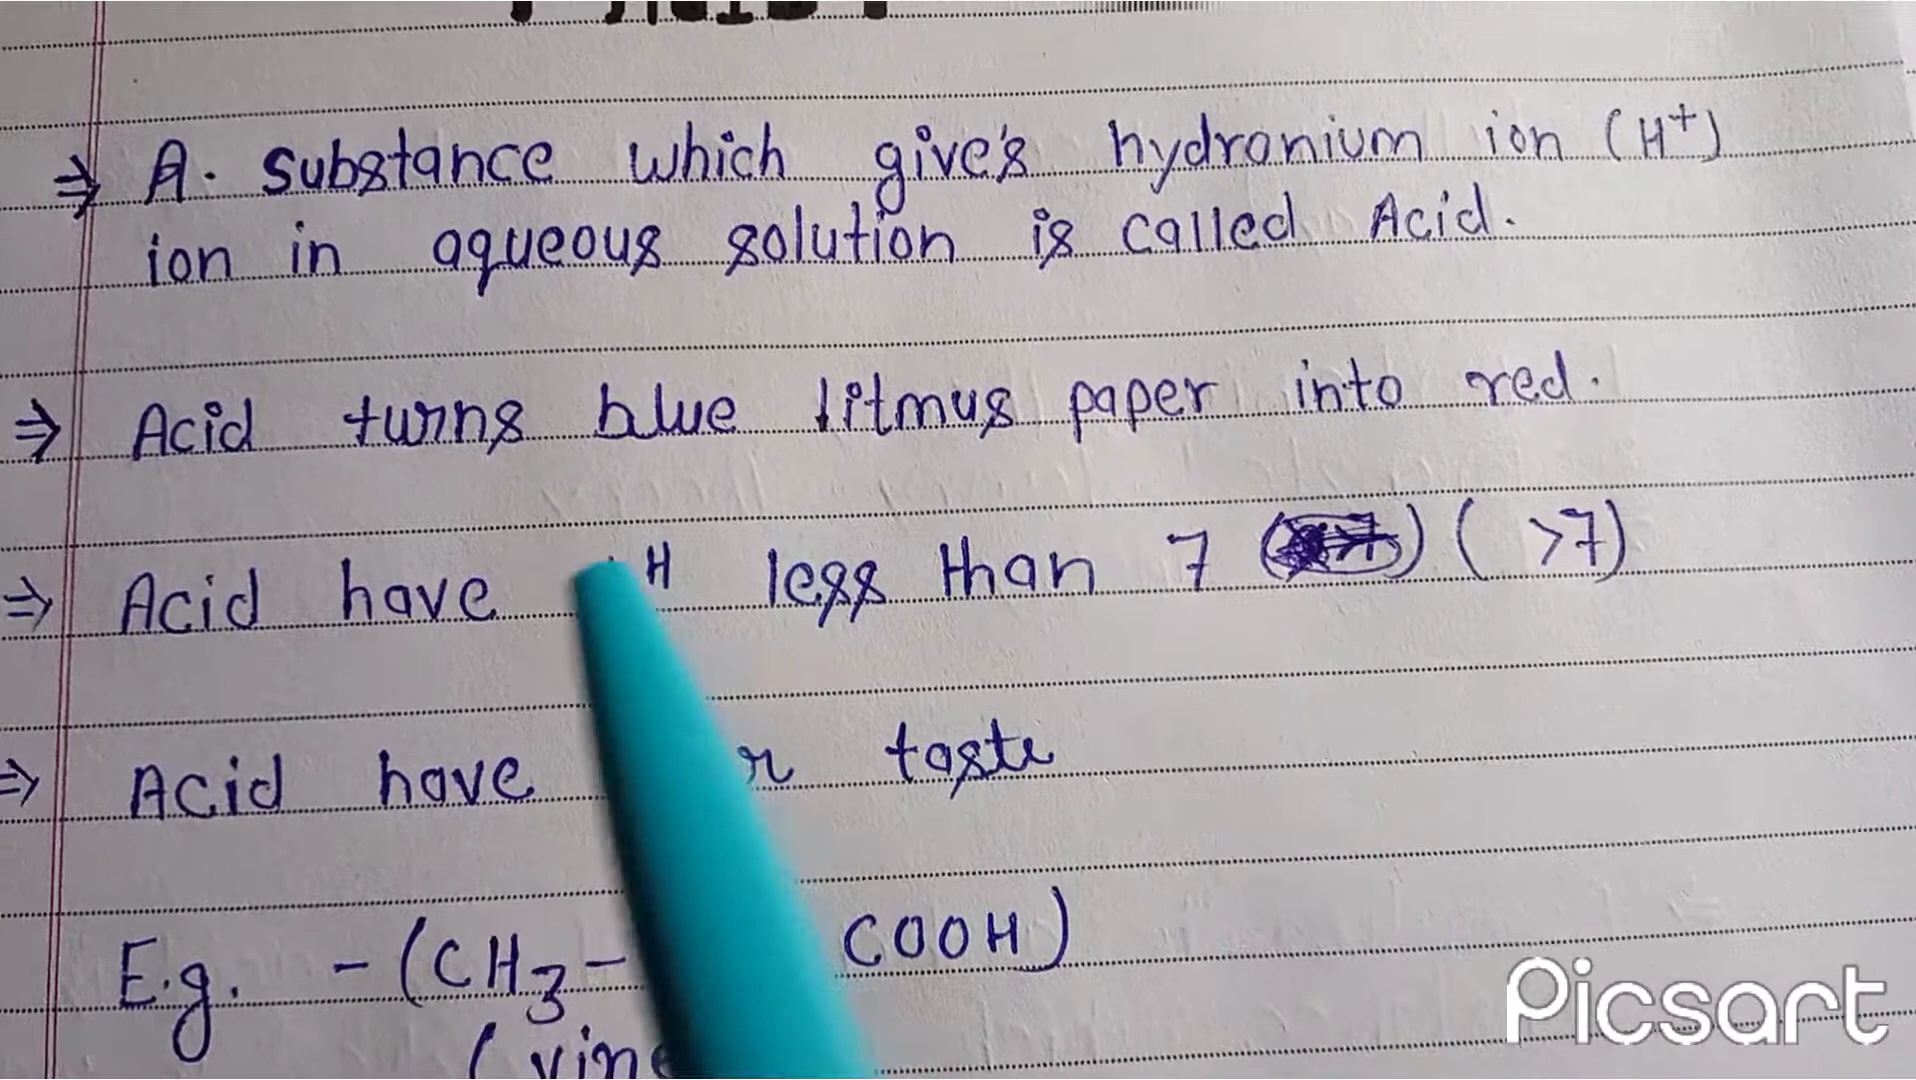 ⇒ A. substance which give's hydronium ion (H⁺)
ion in aqueous solution is called Acid.
⇒ Acid turns blue litmus paper into red.
⇒ Acid have H less than 7 ( >7)
⇒ Acid have taste
E.g. - (CH₃- COOH)
Picsart